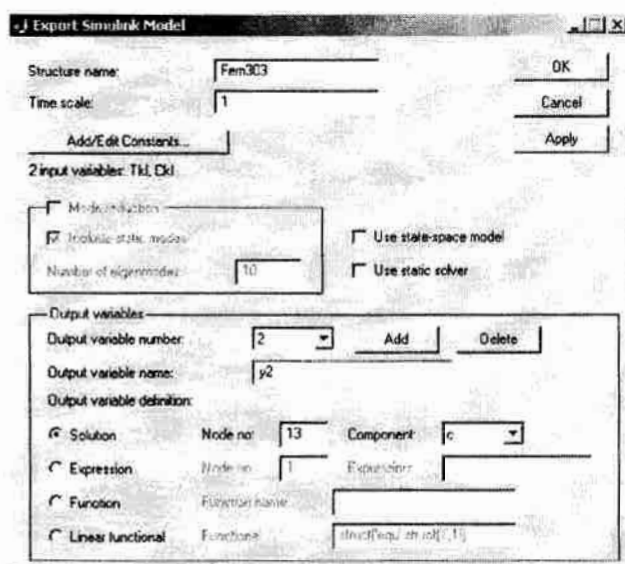 Export Simulink Model
Structure name: Fem303 OK
Time scale: 1 Cancel
Add/Edit Constants... Apply
2 input variables: Tkl, Ckl
Mode reduction
Include static modes Use state-space model
Number of eigenmodes 10 Use static solver
Output variables
Output variable number: 2 Add Delete
Output variable name: y2
Output variable definition:
Solution Node no: 13 Component: c
Expression Node no 1 Expression
Function Function name
Linear functional Functional